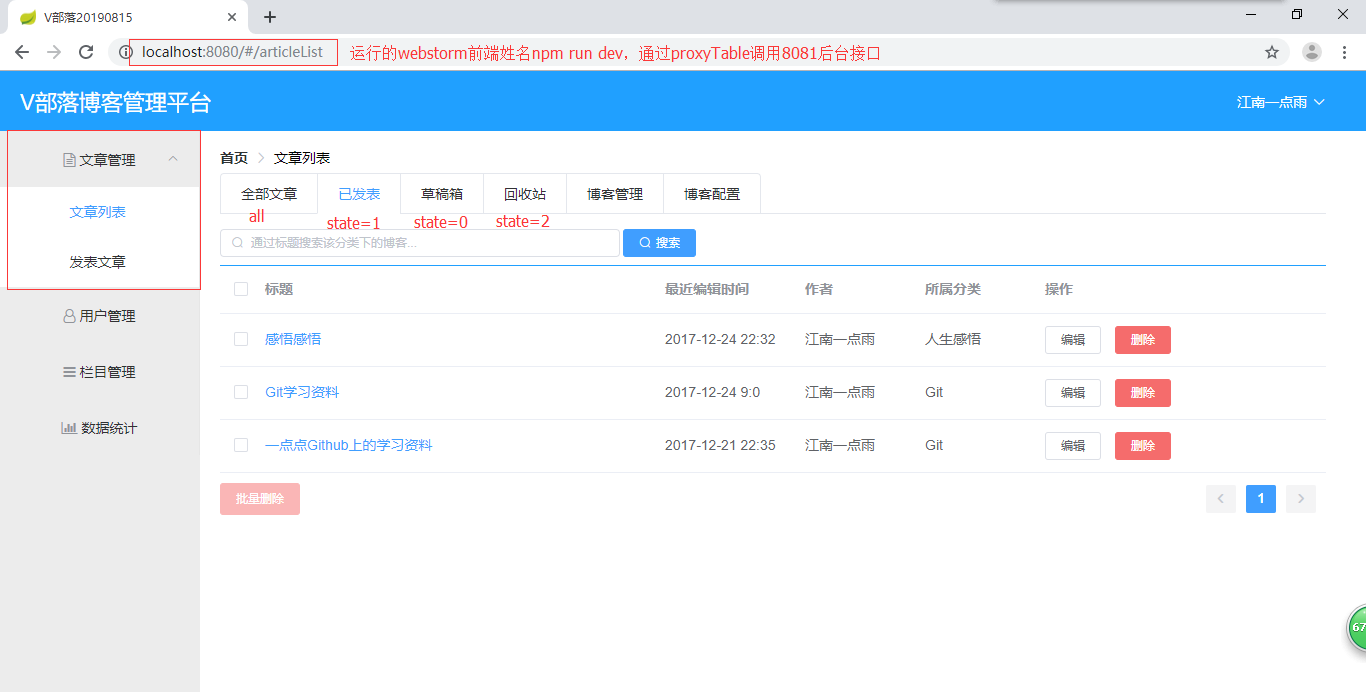 V部落20190815
localhost:8080/#/articleList 运行的webstorm前端姓名npm run dev，通过proxyTable调用8081后台接口
V部落博客管理平台 江南一点雨
文章管理
文章列表
发表文章
用户管理
栏目管理
数据统计
首页 文章列表
全部文章 已发表 草稿箱 回收站 博客管理 博客配置
all state=1 state=0 state=2
通过标题搜索该分类下的博客... 搜索
标题 最近编辑时间 作者 所属分类 操作
感悟感悟 2017-12-24 22:32 江南一点雨 人生感悟 编辑 删除
Git学习资料 2017-12-24 9:0 江南一点雨 Git 编辑 删除
一点点Github上的学习资料 2017-12-21 22:35 江南一点雨 Git 编辑 删除
批量删除 1
67